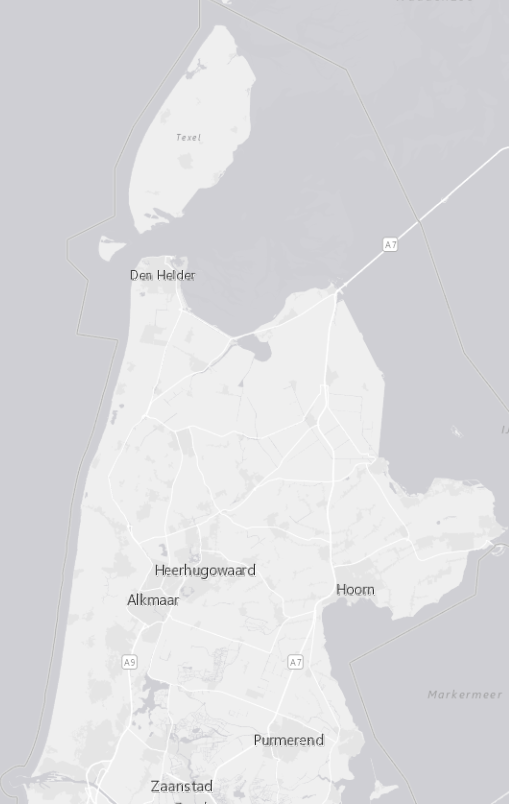 Texel
A7
Den Helder
Heerhugowaard
Alkmaar
Hoorn
A9
A7
Markermeer
Purmerend
Zaanstad